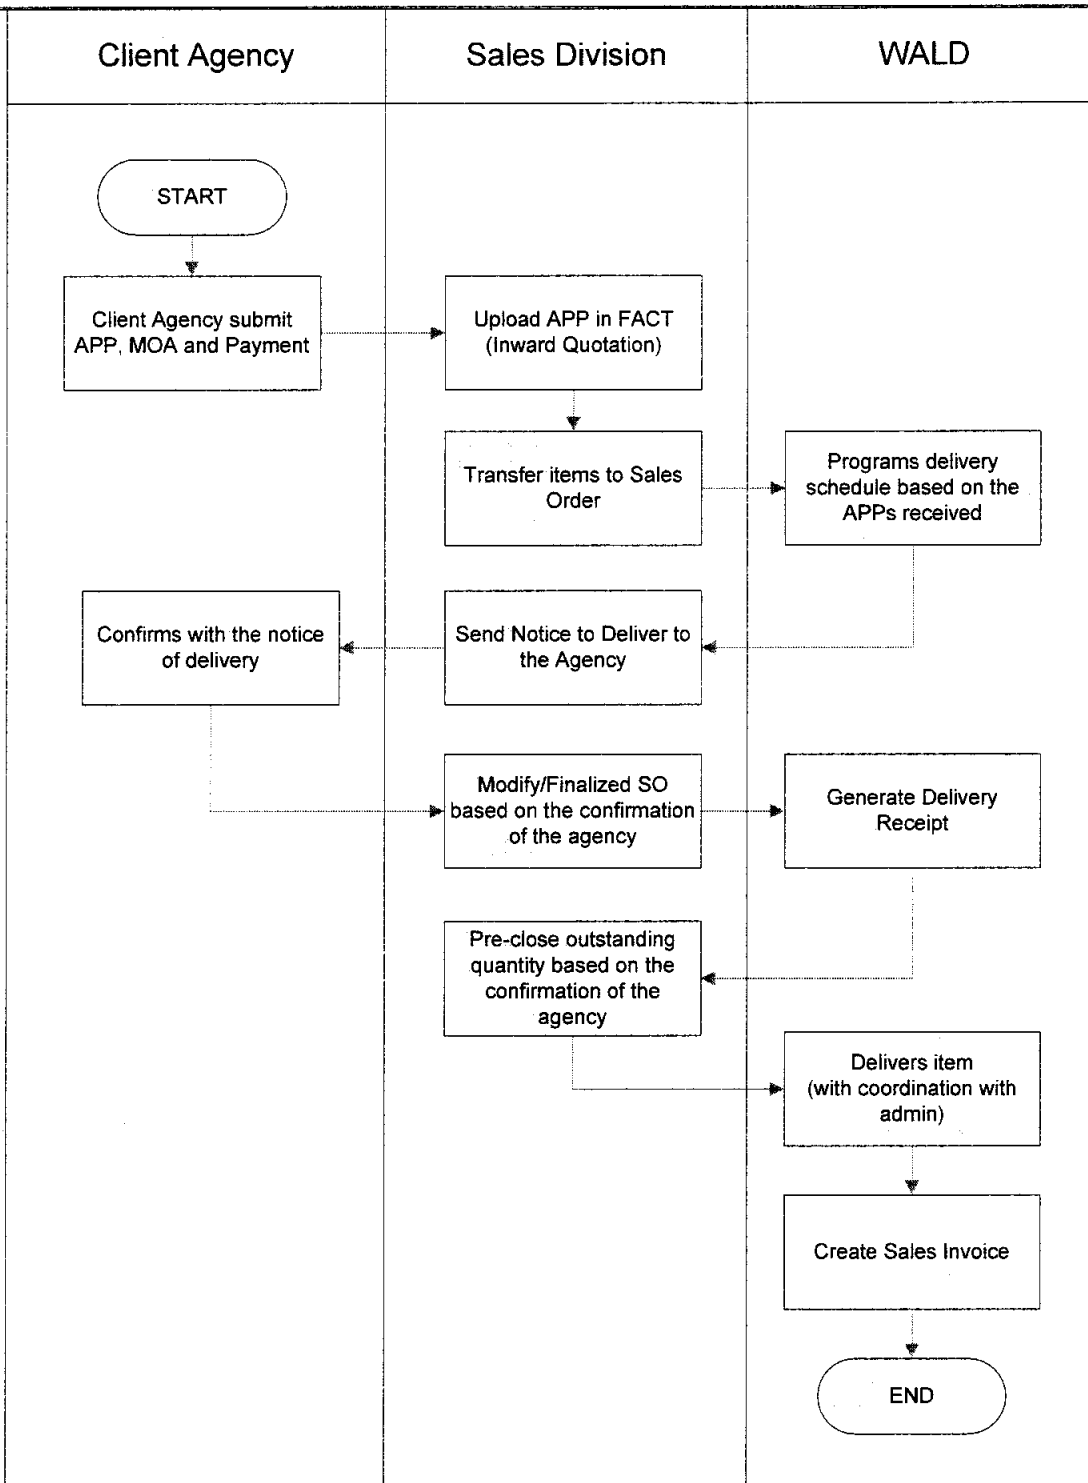 Client Agency
Sales Division
WALD
START
Client Agency submit
APP, MOA and Payment
Upload APP in FACT
(Inward Quotation)
Transfer items to Sales
Order
Programs delivery
schedule based on the
APPs received
Confirms with the notice
of delivery
Send Notice to Deliver to
the Agency
Modify/Finalized SO
based on the confirmation
of the agency
Generate Delivery
Receipt
Pre-close outstanding
quantity based on the
confirmation of the
agency
Delivers item
(with coordination with
admin)
Create Sales Invoice
END